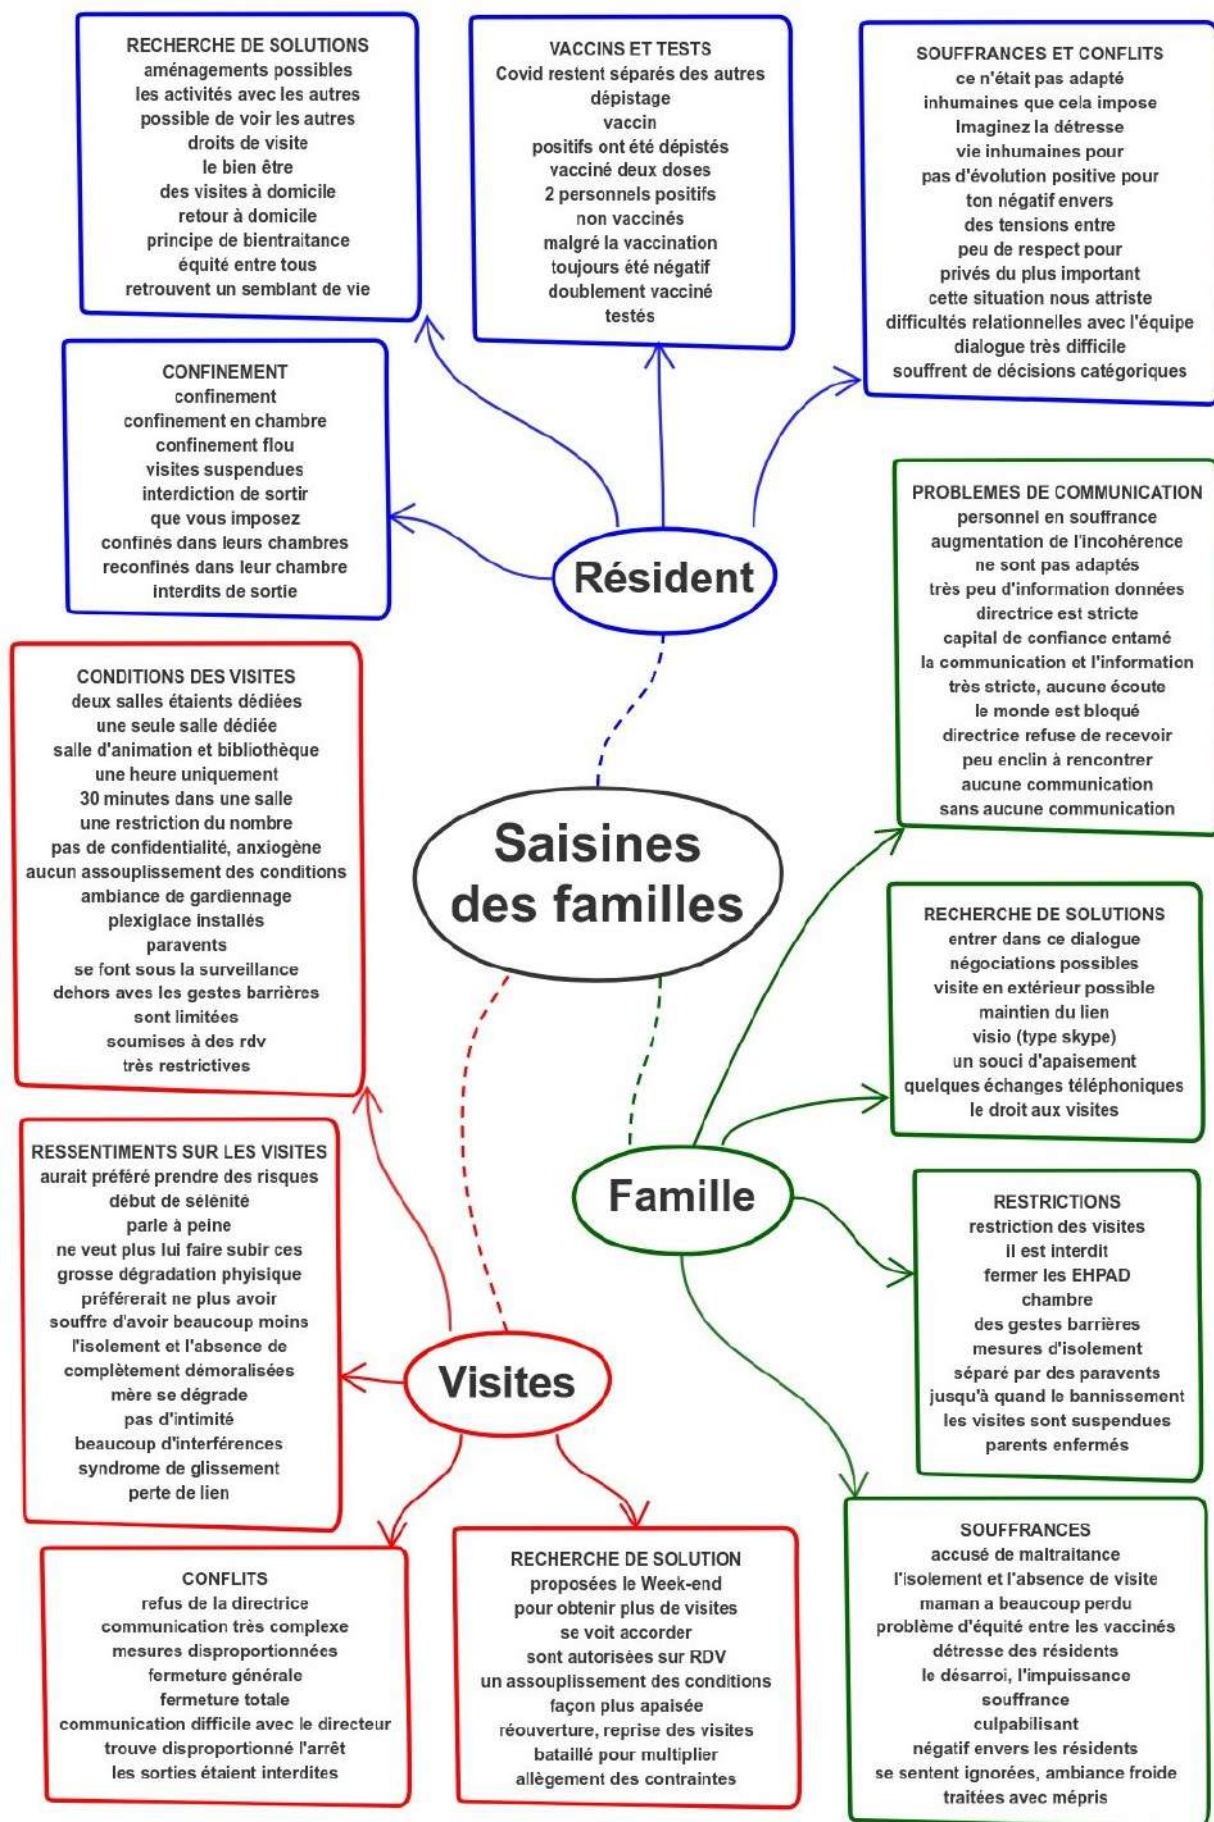 RECHERCHE DE SOLUTIONS
aménagements possibles
les activités avec les autres
possible de voir les autres
droits de visite
le bien être
des visites à domicile
retour à domicile
principe de bientraitance
équité entre tous
retrouvent un semblant de vie
VACCINS ET TESTS
Covid restent séparés des autres
dépistage
vaccin
positifs ont été dépistés
vacciné deux doses
2 personnels positifs
non vaccinés
malgré la vaccination
toujours été négatif
doublement vacciné
testés
SOUFFRANCES ET CONFLITS
ce n'était pas adapté
inhumaines que cela impose
Imaginez la détresse
vie inhumaines pour
pas d'évolution positive pour
ton négatif envers
des tensions entre
peu de respect pour
privés du plus important
cette situation nous attriste
difficultés relationnelles avec l'équipe
dialogue très difficile
souffrent de décisions catégoriques
CONFINEMENT
confinement
confinement en chambre
confinement flou
visites suspendues
interdiction de sortir
que vous imposez
confinés dans leurs chambres
reconfinés dans leur chambre
interdits de sortie
Résident
PROBLEMES DE COMMUNICATION
personnel en souffrance
augmentation de l'incohérence
ne sont pas adaptés
très peu d'information données
directrice est stricte
capital de confiance entamé
la communication et l'information
très stricte, aucune écoute
le monde est bloqué
directrice refuse de recevoir
peu enclin à rencontrer
aucune communication
sans aucune communication
CONDITIONS DES VISITES
deux salles étaients dédiées
une seule salle dédiée
salle d'animation et bibliothèque
une heure uniquement
30 minutes dans une salle
une restriction du nombre
pas de confidentialité, anxiogène
aucun assouplissement des conditions
ambiance de gardiennage
plexiglace installés
paravents
se font sous la surveillance
dehors aves les gestes barrières
sont limitées
soumises à des rdv
très restrictives
Saisines
des familles
RECHERCHE DE SOLUTIONS
entrer dans ce dialogue
négociations possibles
visite en extérieur possible
maintien du lien
visio (type skype)
un souci d'apaisement
quelques échanges téléphoniques
le droit aux visites
RESSENTIMENTS SUR LES VISITES
aurait préféré prendre des risques
début de sélénité
parle à peine
ne veut plus lui faire subir ces
grosse dégradation phyisique
préférerait ne plus avoir
souffre d'avoir beaucoup moins
l'isolement et l'absence de
complètement démoralisées
mère se dégrade
pas d'intimité
beaucoup d'interférences
syndrome de glissement
perte de lien
Famille
RESTRICTIONS
restriction des visites
il est interdit
fermer les EHPAD
chambre
des gestes barrières
mesures d'isolement
séparé par des paravents
jusqu'à quand le bannissement
les visites sont suspendues
parents enfermés
Visites
CONFLITS
refus de la directrice
communication très complexe
mesures disproportionnées
fermeture générale
fermeture totale
communication difficile avec le directeur
trouve disproportionné l'arrêt
les sorties étaient interdites
RECHERCHE DE SOLUTION
proposées le Week-end
pour obtenir plus de visites
se voit accorder
sont autorisées sur RDV
un assouplissement des conditions
façon plus apaisée
réouverture, reprise des visites
bataillé pour multiplier
allègement des contraintes
SOUFFRANCES
accusé de maltraitance
l'isolement et l'absence de visite
maman a beaucoup perdu
problème d'équité entre les vaccinés
détresse des résidents
le désarroi, l'impuissance
souffrance
culpabilisant
négatif envers les résidents
se sentent ignorées, ambiance froide
traitées avec mépris